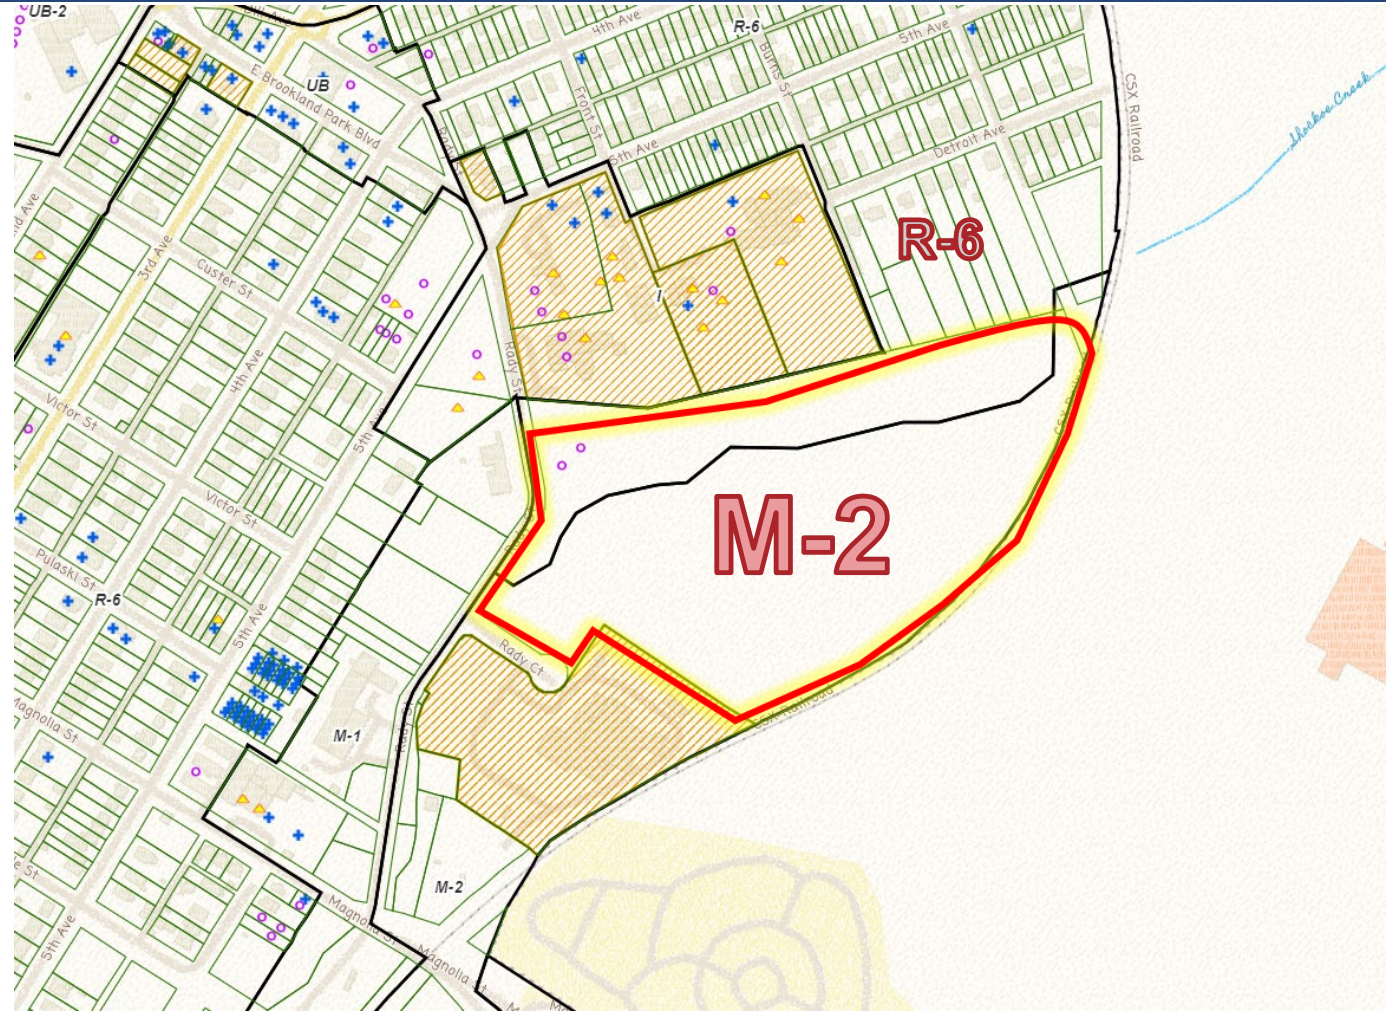 UB-2
4th Ave
R-6
5th Ave
CSX Railroad
Shockoe Creek
E Brookland Park Blvd
UB
Burns St
Front St
6th Ave
Detroit Ave
R-6
3rd Ave
Custer St
I
Rady St
4th Ave
Victor St
5th Ave
Victor St
M-2
Pulaski St
R-6
5th Ave
Rady Ct
CSX Railroad
Rady St
M-1
Magnolia St
M-2
Magnolia St
Magnolia St
5th Ave